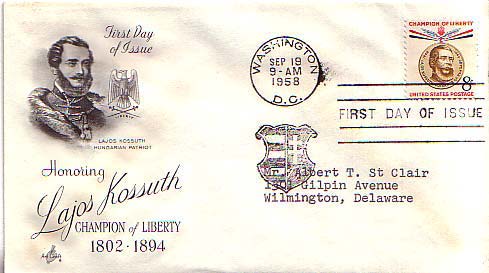 First Day
of Issue
LAJOS KOSSUTH
HUNGARIAN PATRIOT
Honoring
Lajos Kossuth
CHAMPION of LIBERTY
1802 · 1894
WASHINGTON
SEP 19
9-AM
1958
D.C.
CHAMPION OF LIBERTY
8¢
UNITED STATES POSTAGE
FIRST DAY OF ISSUE
Mr. Albert T. St Clair
1301 Gilpin Avenue
Wilmington, Delaware